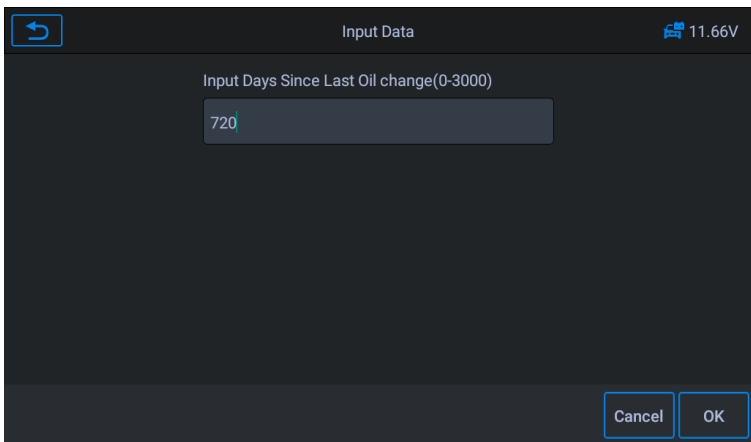 Input Data
11.66V
Input Days Since Last Oil change(0-3000)
720
Cancel
OK